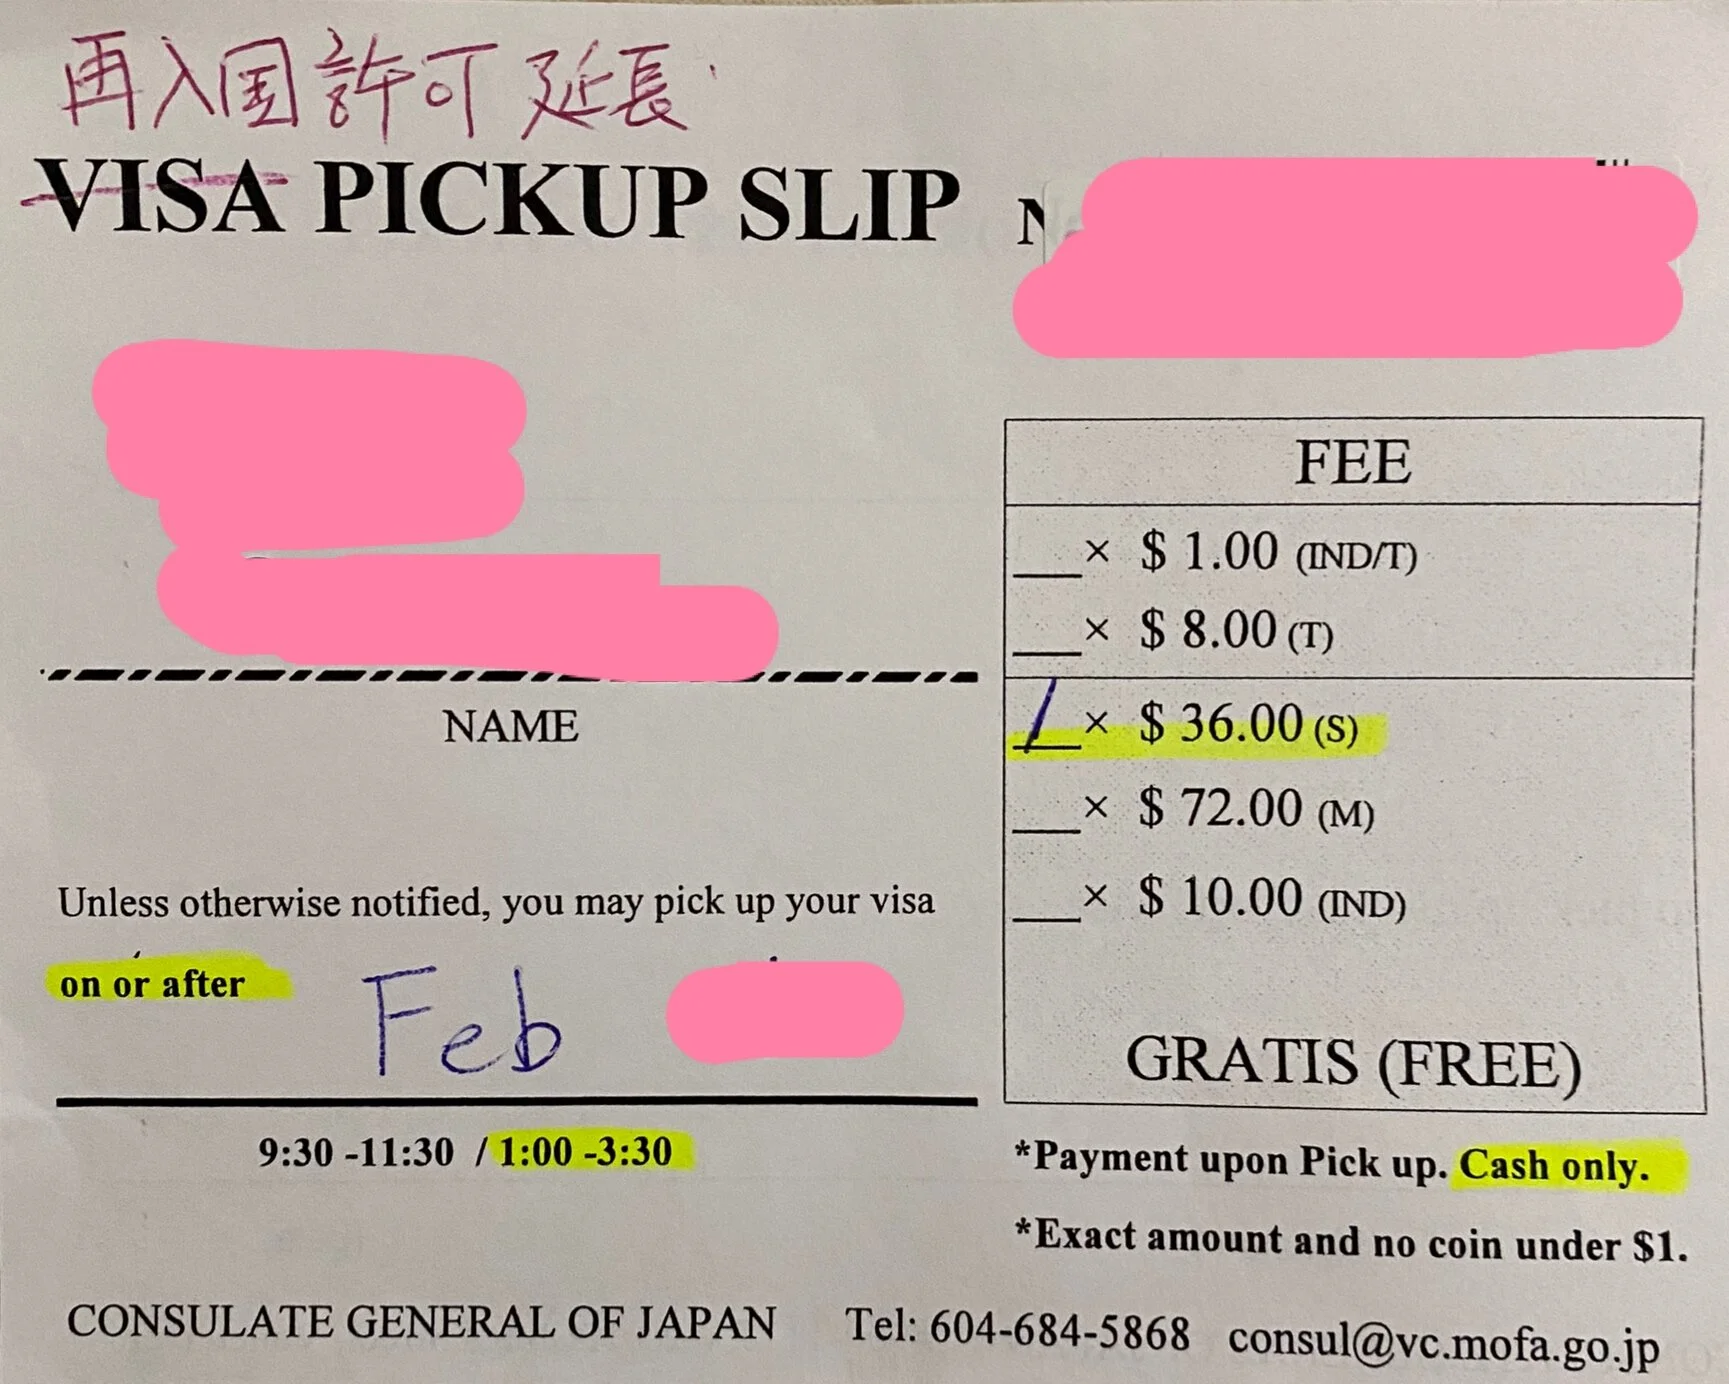 再入国許可延長
VISA PICKUP SLIP
NAME
Unless otherwise notified, you may pick up your visa
on or after Feb
9:30 -11:30 / 1:00 -3:30
FEE
× $ 1.00 (IND/T)
× $ 8.00 (T)
1 × $ 36.00 (S)
× $ 72.00 (M)
× $ 10.00 (IND)
GRATIS (FREE)
*Payment upon Pick up. Cash only.
*Exact amount and no coin under $1.
CONSULATE GENERAL OF JAPAN Tel: 604-684-5868 consul@vc.mofa.go.jp